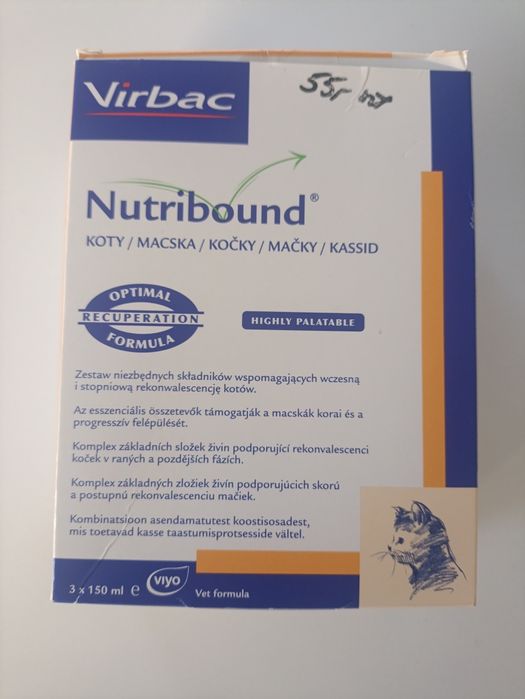 55,-
Virbac
Nutribound®
KOTY / MACSKA / KOČKY / MAČKY / KASSID
OPTIMAL
RECUPERATION
FORMULA
HIGHLY PALATABLE
Zestaw niezbędnych składników wspomagających wczesną
i stopniową rekonwalescencję kotów.
Az esszenciális összetevők támogatják a macskák korai és a
progresszív felépülését.
Komplex základních složek živin podporující rekonvalescenci
koček v raných a pozdějších fázích.
Komplex základných zložiek živín podporujúcich skorú
a postupnú rekonvalescenciu mačiek.
Kombinatsioon asendamatutest koostisosadest,
mis toetavad kasse taastumisprotsesside vältel.
3 x 150 ml e
viyo
Vet formula